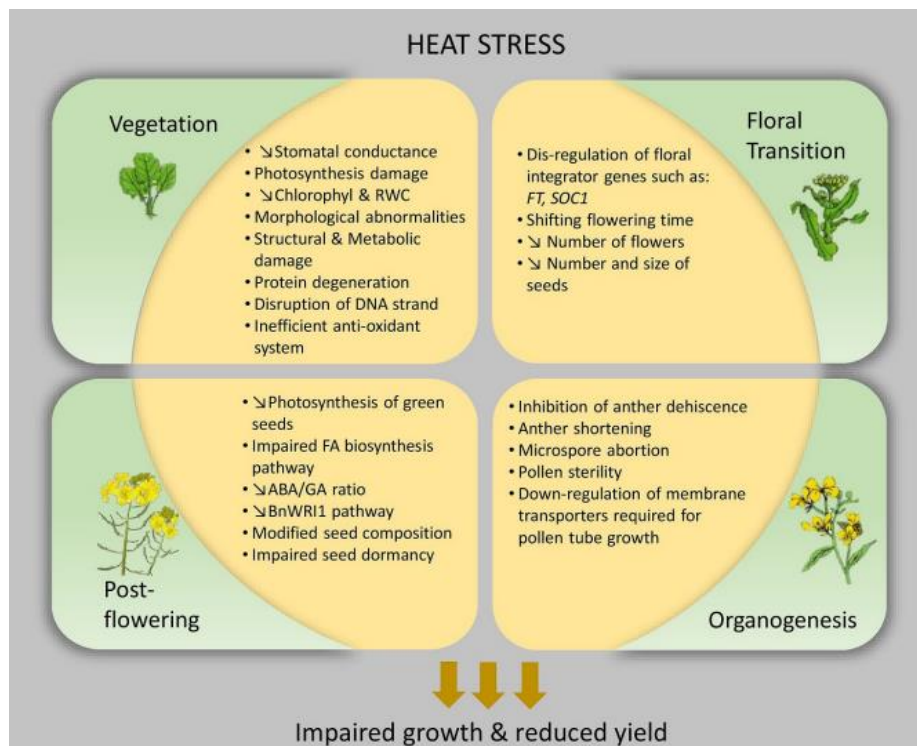 HEAT STRESS
Vegetation
• ↘Stomatal conductance
• Photosynthesis damage
• ↘Chlorophyl & RWC
• Morphological abnormalities
• Structural & Metabolic
damage
• Protein degeneration
• Disruption of DNA strand
• Inefficient anti-oxidant
system
Floral
Transition
• Dis-regulation of floral
integrator genes such as:
FT, SOC1
• Shifting flowering time
• ↘ Number of flowers
• ↘ Number and size of
seeds
• ↘Photosynthesis of green
seeds
• Impaired FA biosynthesis
pathway
• ↘ABA/GA ratio
• ↘BnWRI1 pathway
• Modified seed composition
• Impaired seed dormancy
Post-
flowering
• Inhibition of anther dehiscence
• Anther shortening
• Microspore abortion
• Pollen sterility
• Down-regulation of membrane
transporters required for
pollen tube growth
Organogenesis
Impaired growth & reduced yield